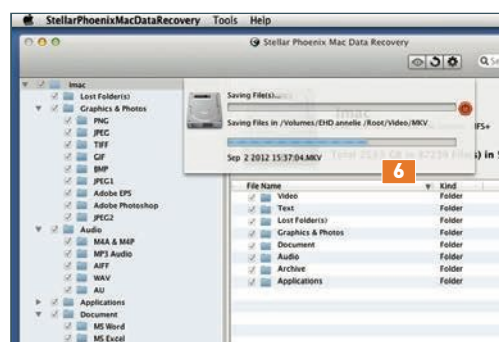 StellarPhoenixMacDataRecovery Tools Help
Stellar Phoenix Mac Data Recovery
imac
Lost Folder(s)
Graphics & Photos
PNG
JPEG
TIFF
GIF
BMP
JPEG1
Adobe EPS
Adobe Photoshop
JPEG2
Audio
M4A & M4P
MP3 Audio
AIFF
WAV
AU
Applications
Document
MS Word
MS Excel
Saving File(s)...
Saving Files in /Volumes/EHD annelie /Root/Video/MKV
Sep 2 2012 15:37:04.MKV
6
File Name Kind
Video Folder
Text Folder
Lost Folder(s) Folder
Graphics & Photos Folder
Document Folder
Audio Folder
Archive Folder
Applications Folder